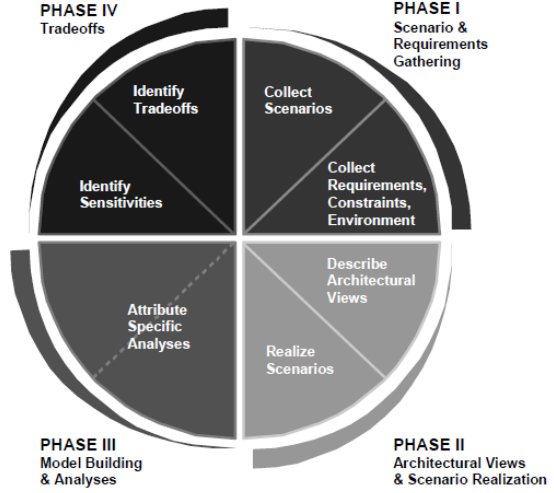 PHASE IV
Tradeoffs
PHASE I
Scenario &
Requirements
Gathering
Identify
Tradeoffs
Collect
Scenarios
Identify
Sensitivities
Collect
Requirements,
Constraints,
Environment
Attribute
Specific
Analyses
Describe
Architectural
Views
Realize
Scenarios
PHASE III
Model Building
& Analyses
PHASE II
Architectural Views
& Scenario Realization